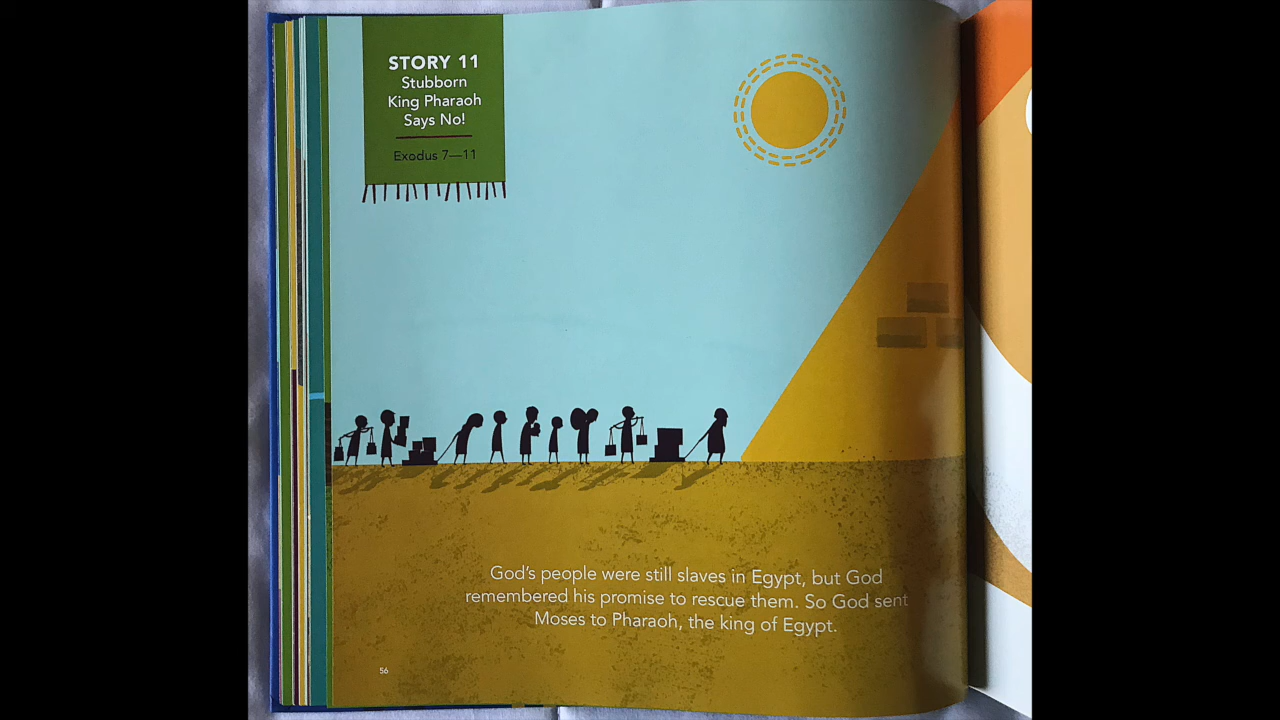 STORY 11
Stubborn
King Pharaoh
Says No!
Exodus 7—11
God's people were still slaves in Egypt, but God
remembered his promise to rescue them. So God sent
Moses to Pharaoh, the king of Egypt.
56